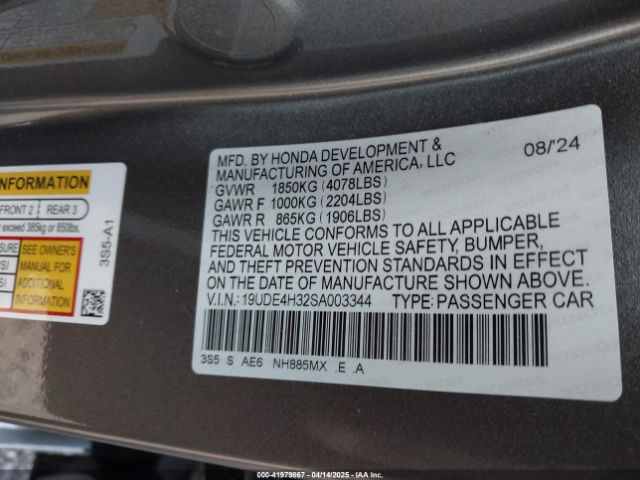 MFD. BY HONDA DEVELOPMENT & 08/'24
MANUFACTURING OF AMERICA, LLC
GVWR 1850KG (4078LBS)
GAWR F 1000KG (2204LBS)
GAWR R 865KG (1906LBS)
THIS VEHICLE CONFORMS TO ALL APPLICABLE
FEDERAL MOTOR VEHICLE SAFETY, BUMPER,
AND THEFT PREVENTION STANDARDS IN EFFECT
ON THE DATE OF MANUFACTURE SHOWN ABOVE.
V.I.N.: 19UDE4H32SA003344 TYPE: PASSENGER CAR
3S5 S AE6 NH885MX .E .A
NFORMATION
FRONT 2 REAR 3
exceed 385kg or 850lbs.
SURE
SEE OWNER'S
MANUAL FOR
ADDITIONAL
INFORMATION
3S5-A1
000-41979867 - 04/14/2025 - IAA Inc.